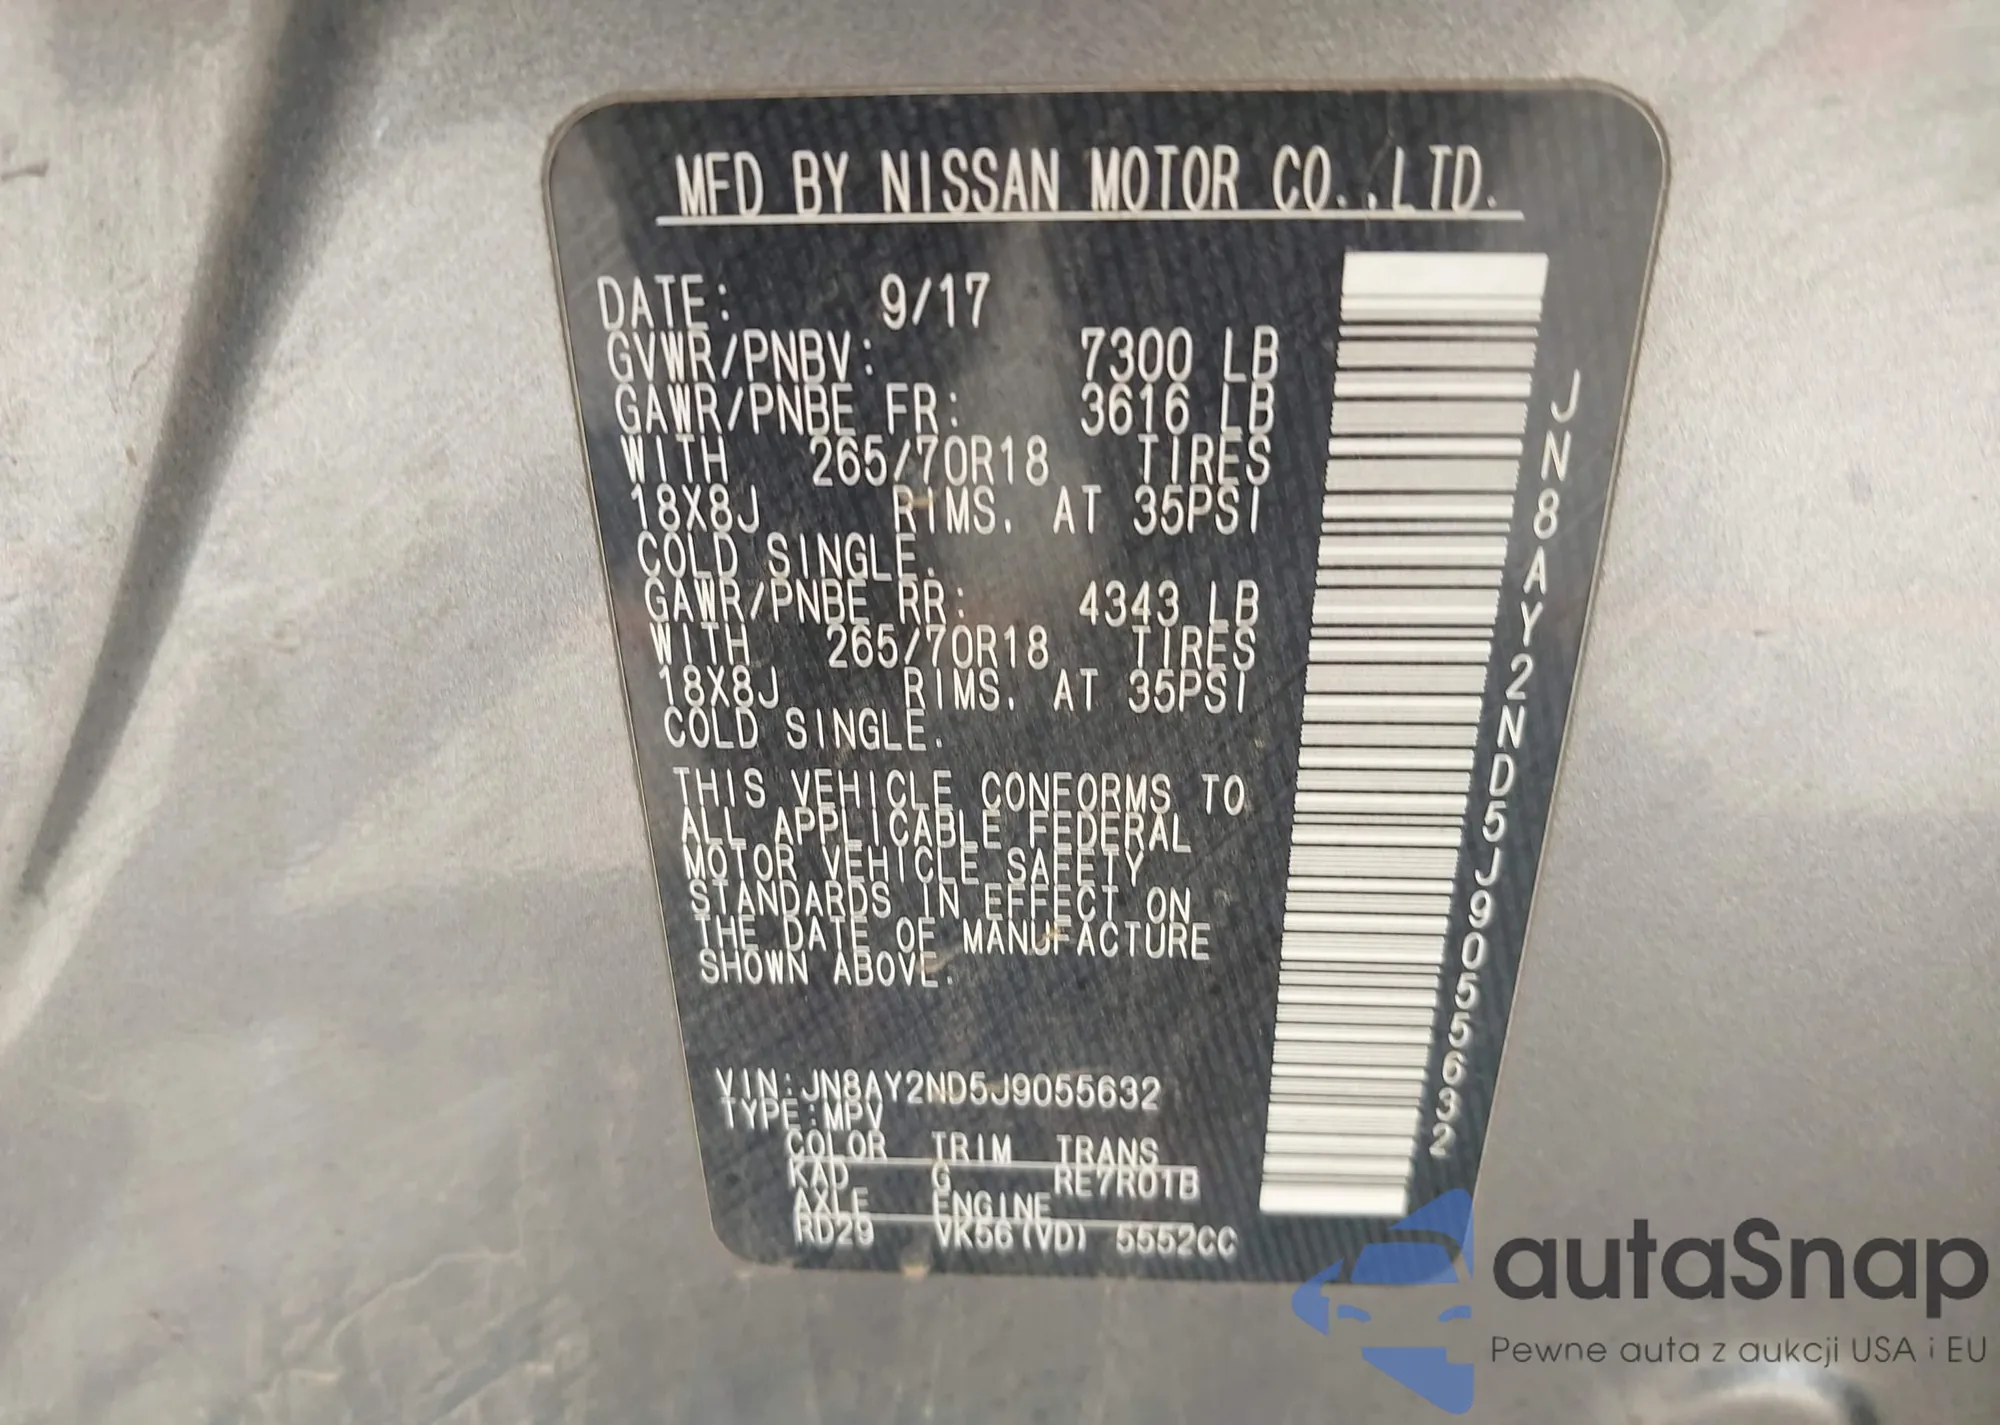 MFD BY NISSAN MOTOR CO.,LTD.
DATE: 9/17
GVWR/PNBV: 7300 LB
GAWR/PNBE FR: 3616 LB
WITH 265/70R18 TIRES
18X8J RIMS. AT 35PSI
COLD SINGLE.
GAWR/PNBE RR: 4343 LB
WITH 265/70R18 TIRES
18X8J RIMS. AT 35PSI
COLD SINGLE.
THIS VEHICLE CONFORMS TO
ALL APPLICABLE FEDERAL
MOTOR VEHICLE SAFETY
STANDARDS IN EFFECT ON
THE DATE OF MANUFACTURE
SHOWN ABOVE.
VIN:JN8AY2ND5J9055632
TYPE:MPV
COLOR TRIM TRANS
KAD G RE7R01B
AXLE ENGINE
RD29 VK56(VD) 5552CC
JN8AY2ND5J9055632
autaSnap
Pewne auta z aukcji USA i EU